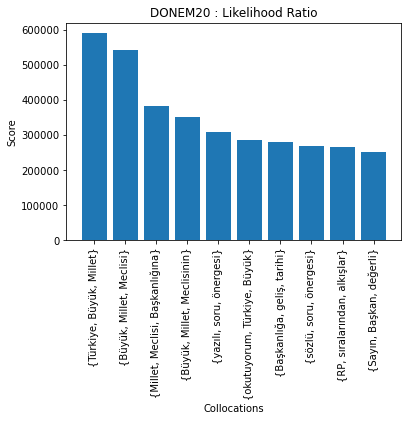 DONEM20 : Likelihood Ratio
Score
600000
500000
400000
300000
200000
100000
0
{Türkiye, Büyük, Millet}
{Büyük, Millet, Meclisi}
{Millet, Meclisi, Başkanlığına}
{Büyük, Millet, Meclisinin}
{yazılı, soru, önergesi}
{okutuyorum, Türkiye, Büyük}
{Başkanlığa, geliş, tarihi}
{sözlü, soru, önergesi}
{RP, sıralarından, alkışlar}
{Sayın, Başkan, değerli}
Collocations